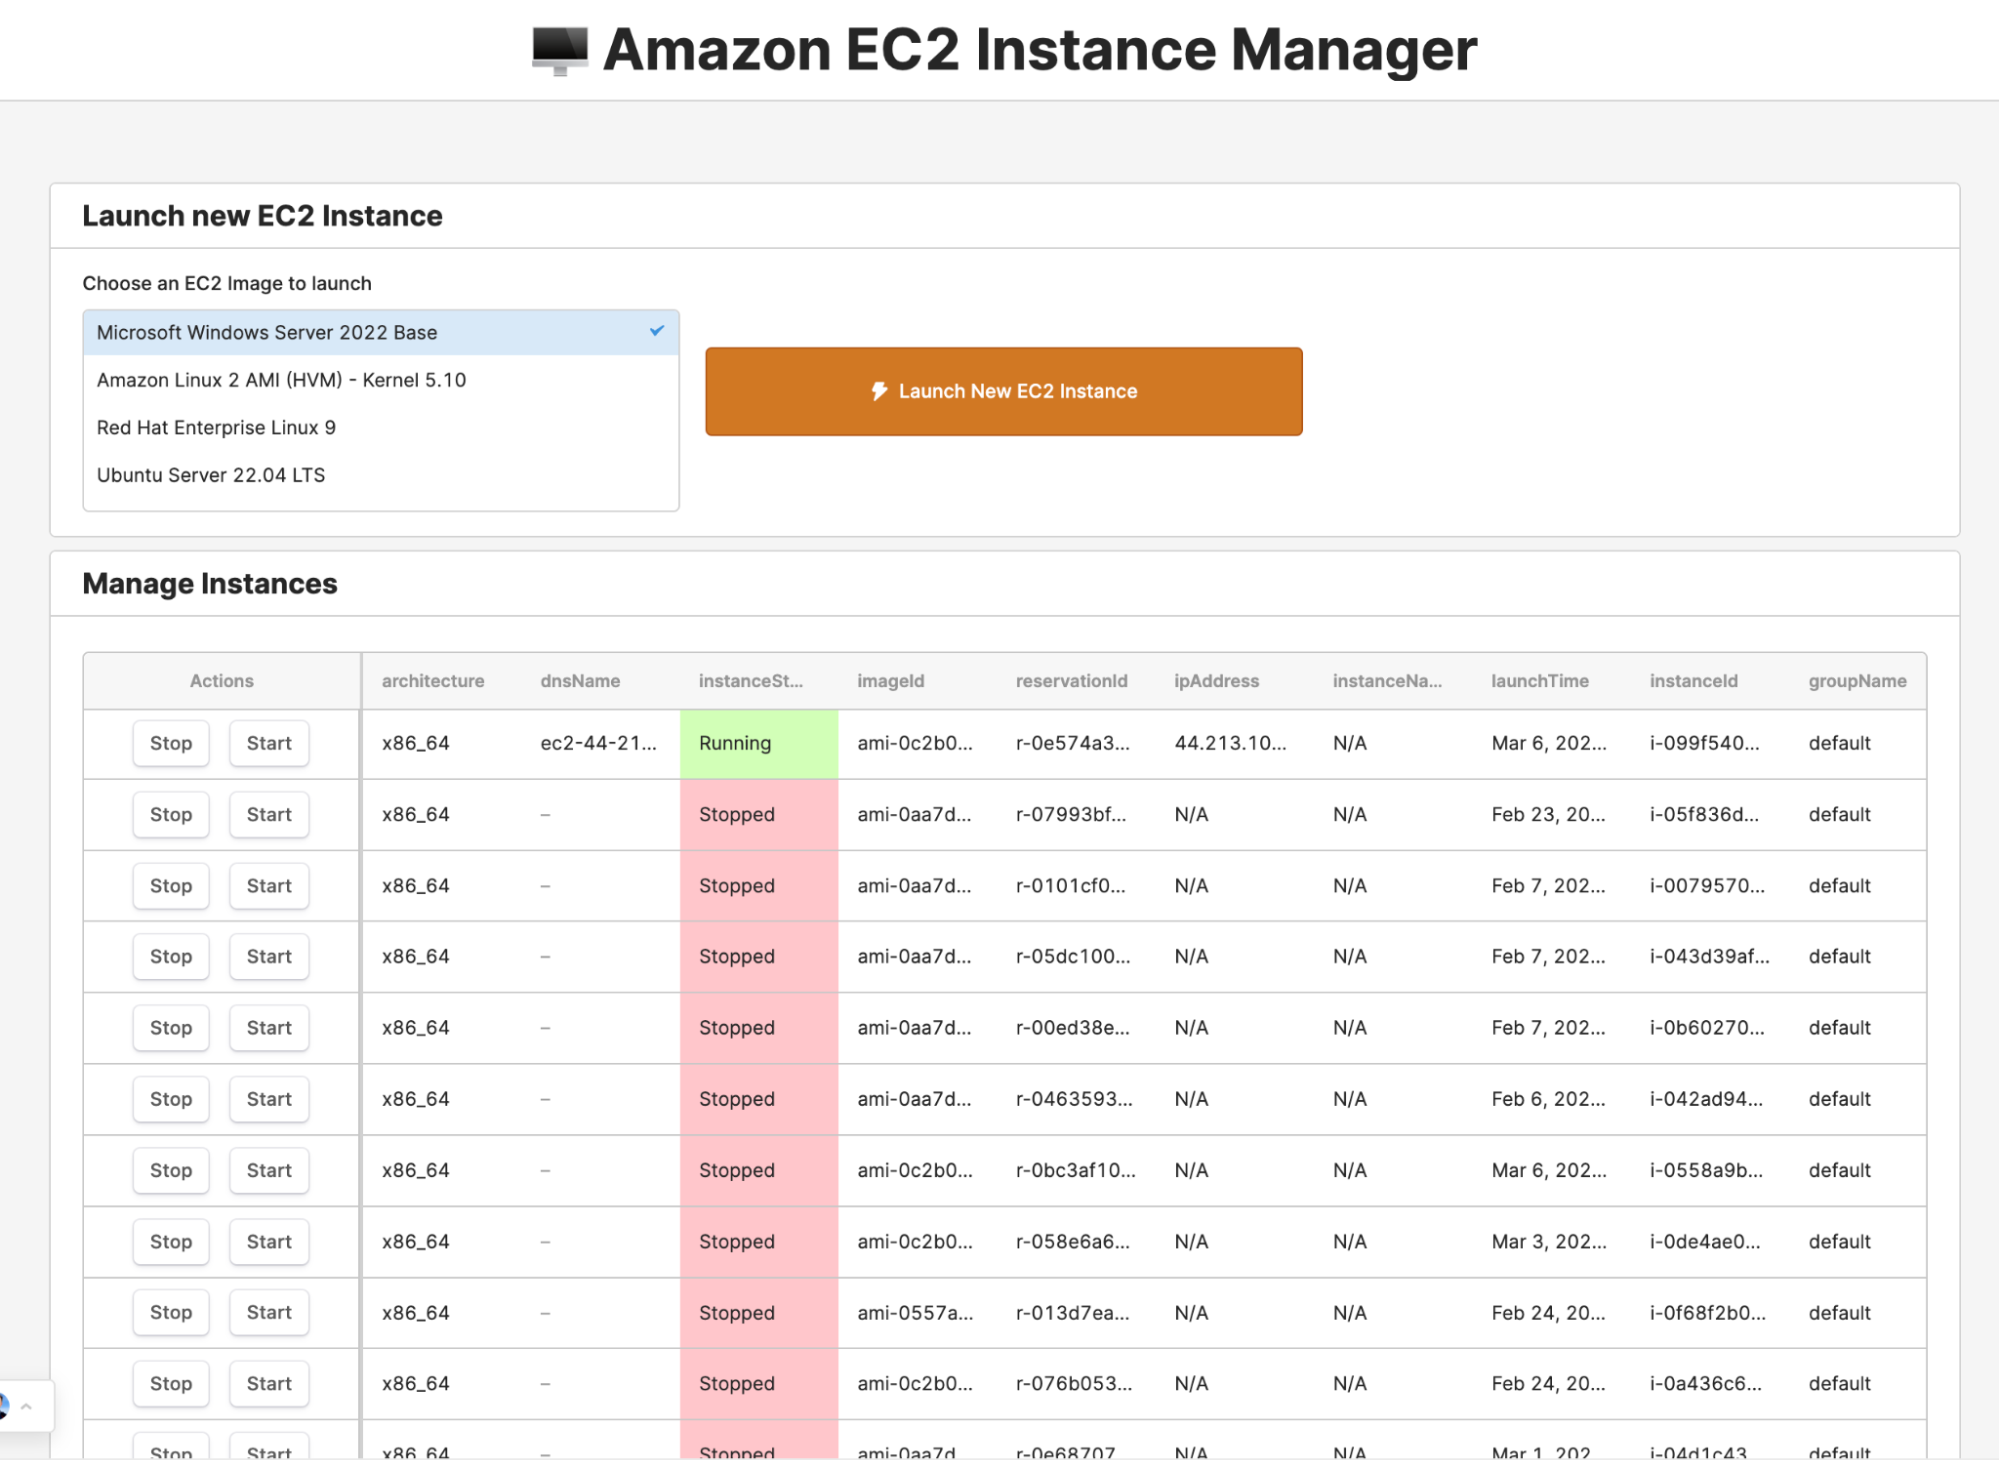 Amazon EC2 Instance Manager
Launch new EC2 Instance
Choose an EC2 Image to launch
Microsoft Windows Server 2022 Base
Amazon Linux 2 AMI (HVM) - Kernel 5.10
Red Hat Enterprise Linux 9
Ubuntu Server 22.04 LTS
Launch New EC2 Instance
Manage Instances
Actions architecture dnsName instanceSt... imageId reservationId ipAddress instanceNa... launchTime instanceId groupName
Stop Start x86_64 ec2-44-21... Running ami-0c2b0... r-0e574a3... 44.213.10... N/A Mar 6, 202... i-099f540... default
Stop Start x86_64 – Stopped ami-0aa7d... r-07993bf... N/A N/A Feb 23, 20... i-05f836d... default
Stop Start x86_64 – Stopped ami-0aa7d... r-0101cf0... N/A N/A Feb 7, 202... i-0079570... default
Stop Start x86_64 – Stopped ami-0aa7d... r-05dc100... N/A N/A Feb 7, 202... i-043d39af... default
Stop Start x86_64 – Stopped ami-0aa7d... r-00ed38e... N/A N/A Feb 7, 202... i-0b60270... default
Stop Start x86_64 – Stopped ami-0aa7d... r-0463593... N/A N/A Feb 6, 202... i-042ad94... default
Stop Start x86_64 – Stopped ami-0c2b0... r-0bc3af10... N/A N/A Mar 6, 202... i-0558a9b... default
Stop Start x86_64 – Stopped ami-0c2b0... r-058e6a6... N/A N/A Mar 3, 202... i-0de4ae0... default
Stop Start x86_64 – Stopped ami-0557a... r-013d7ea... N/A N/A Feb 24, 20... i-0f68f2b0... default
Stop Start x86_64 – Stopped ami-0c2b0... r-076b053... N/A N/A Feb 24, 20... i-0a436c6... default
Stop Start x86_64 – Stopped ami-0aa7d... r-0e68707... N/A N/A Mar 1, 202... i-04d1c43... default